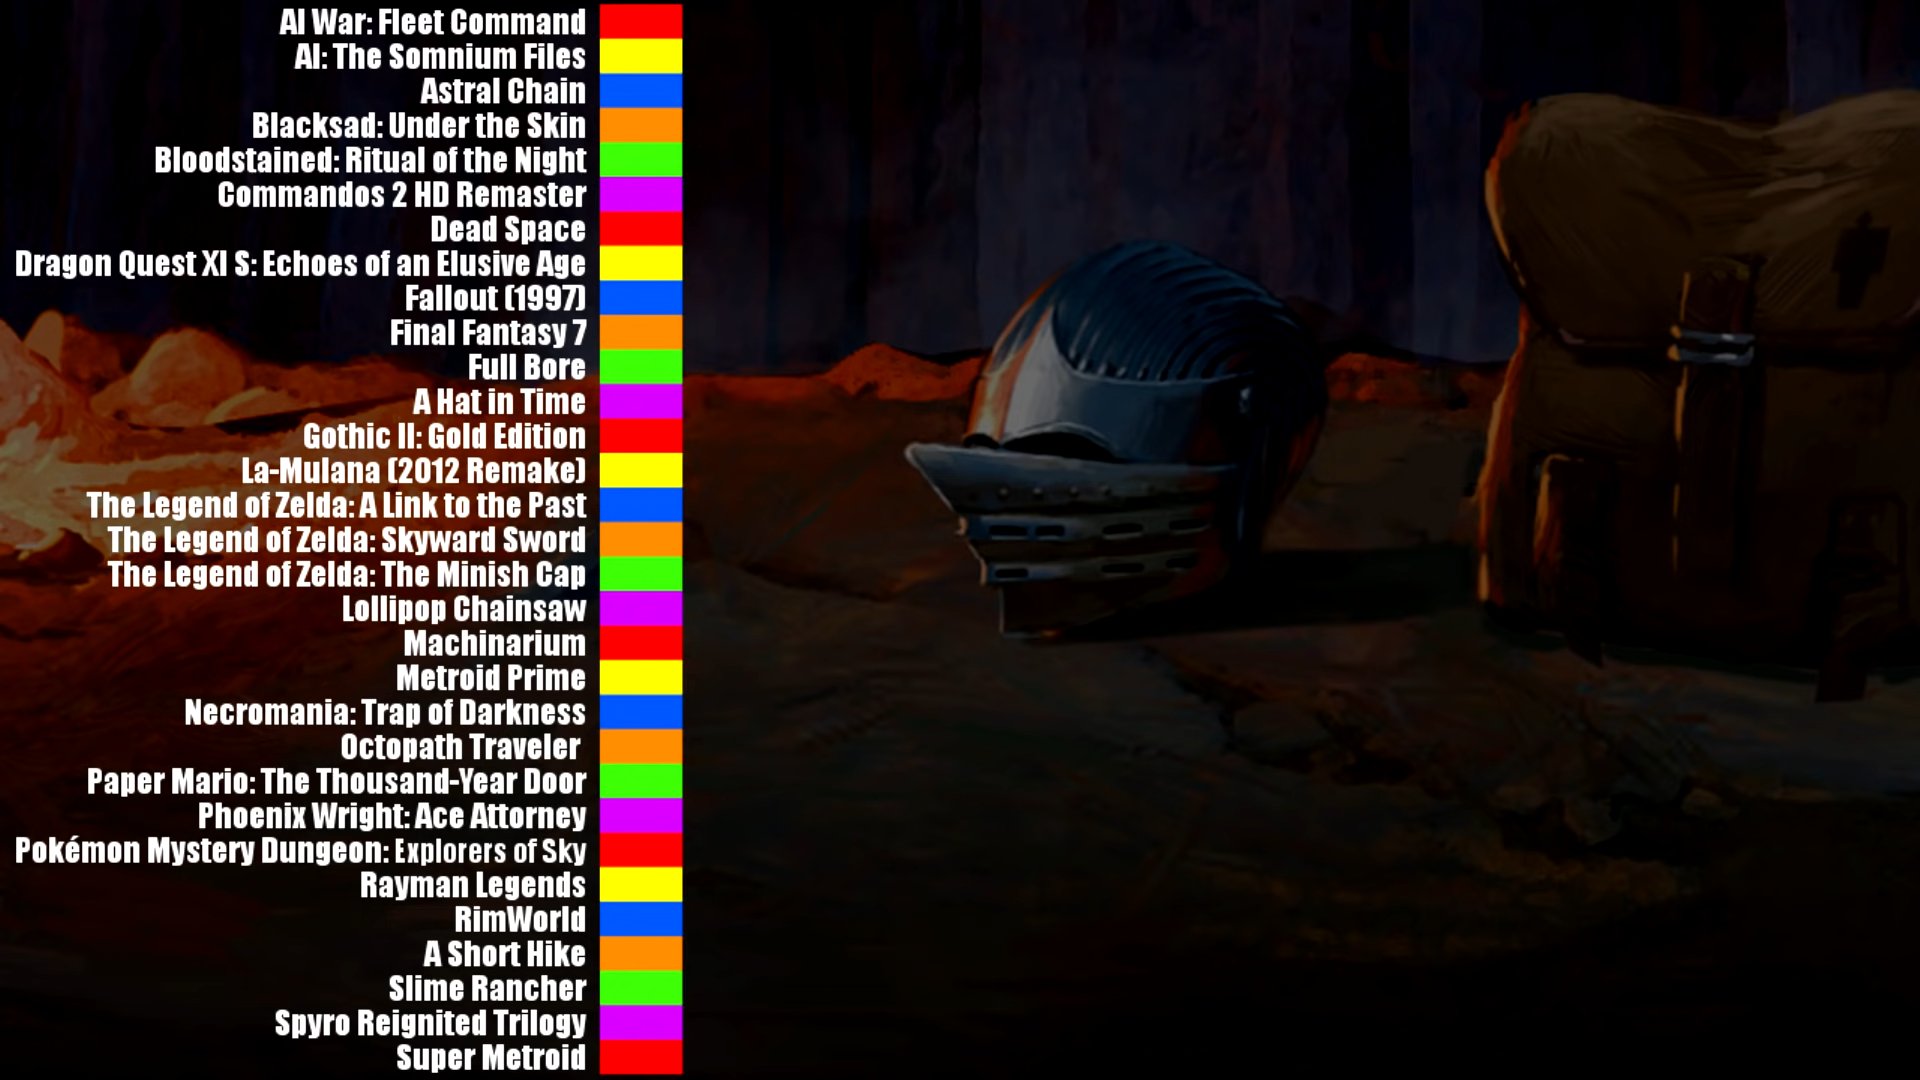 AI War: Fleet Command
AI: The Somnium Files
Astral Chain
Blacksad: Under the Skin
Bloodstained: Ritual of the Night
Commandos 2 HD Remaster
Dead Space
Dragon Quest XI S: Echoes of an Elusive Age
Fallout (1997)
Final Fantasy 7
Full Bore
A Hat in Time
Gothic II: Gold Edition
La-Mulana (2012 Remake)
The Legend of Zelda: A Link to the Past
The Legend of Zelda: Skyward Sword
The Legend of Zelda: The Minish Cap
Lollipop Chainsaw
Machinarium
Metroid Prime
Necromania: Trap of Darkness
Octopath Traveler
Paper Mario: The Thousand-Year Door
Phoenix Wright: Ace Attorney
Pokémon Mystery Dungeon: Explorers of Sky
Rayman Legends
RimWorld
A Short Hike
Slime Rancher
Spyro Reignited Trilogy
Super Metroid